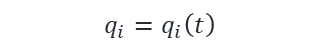 qᵢ = qᵢ(t)